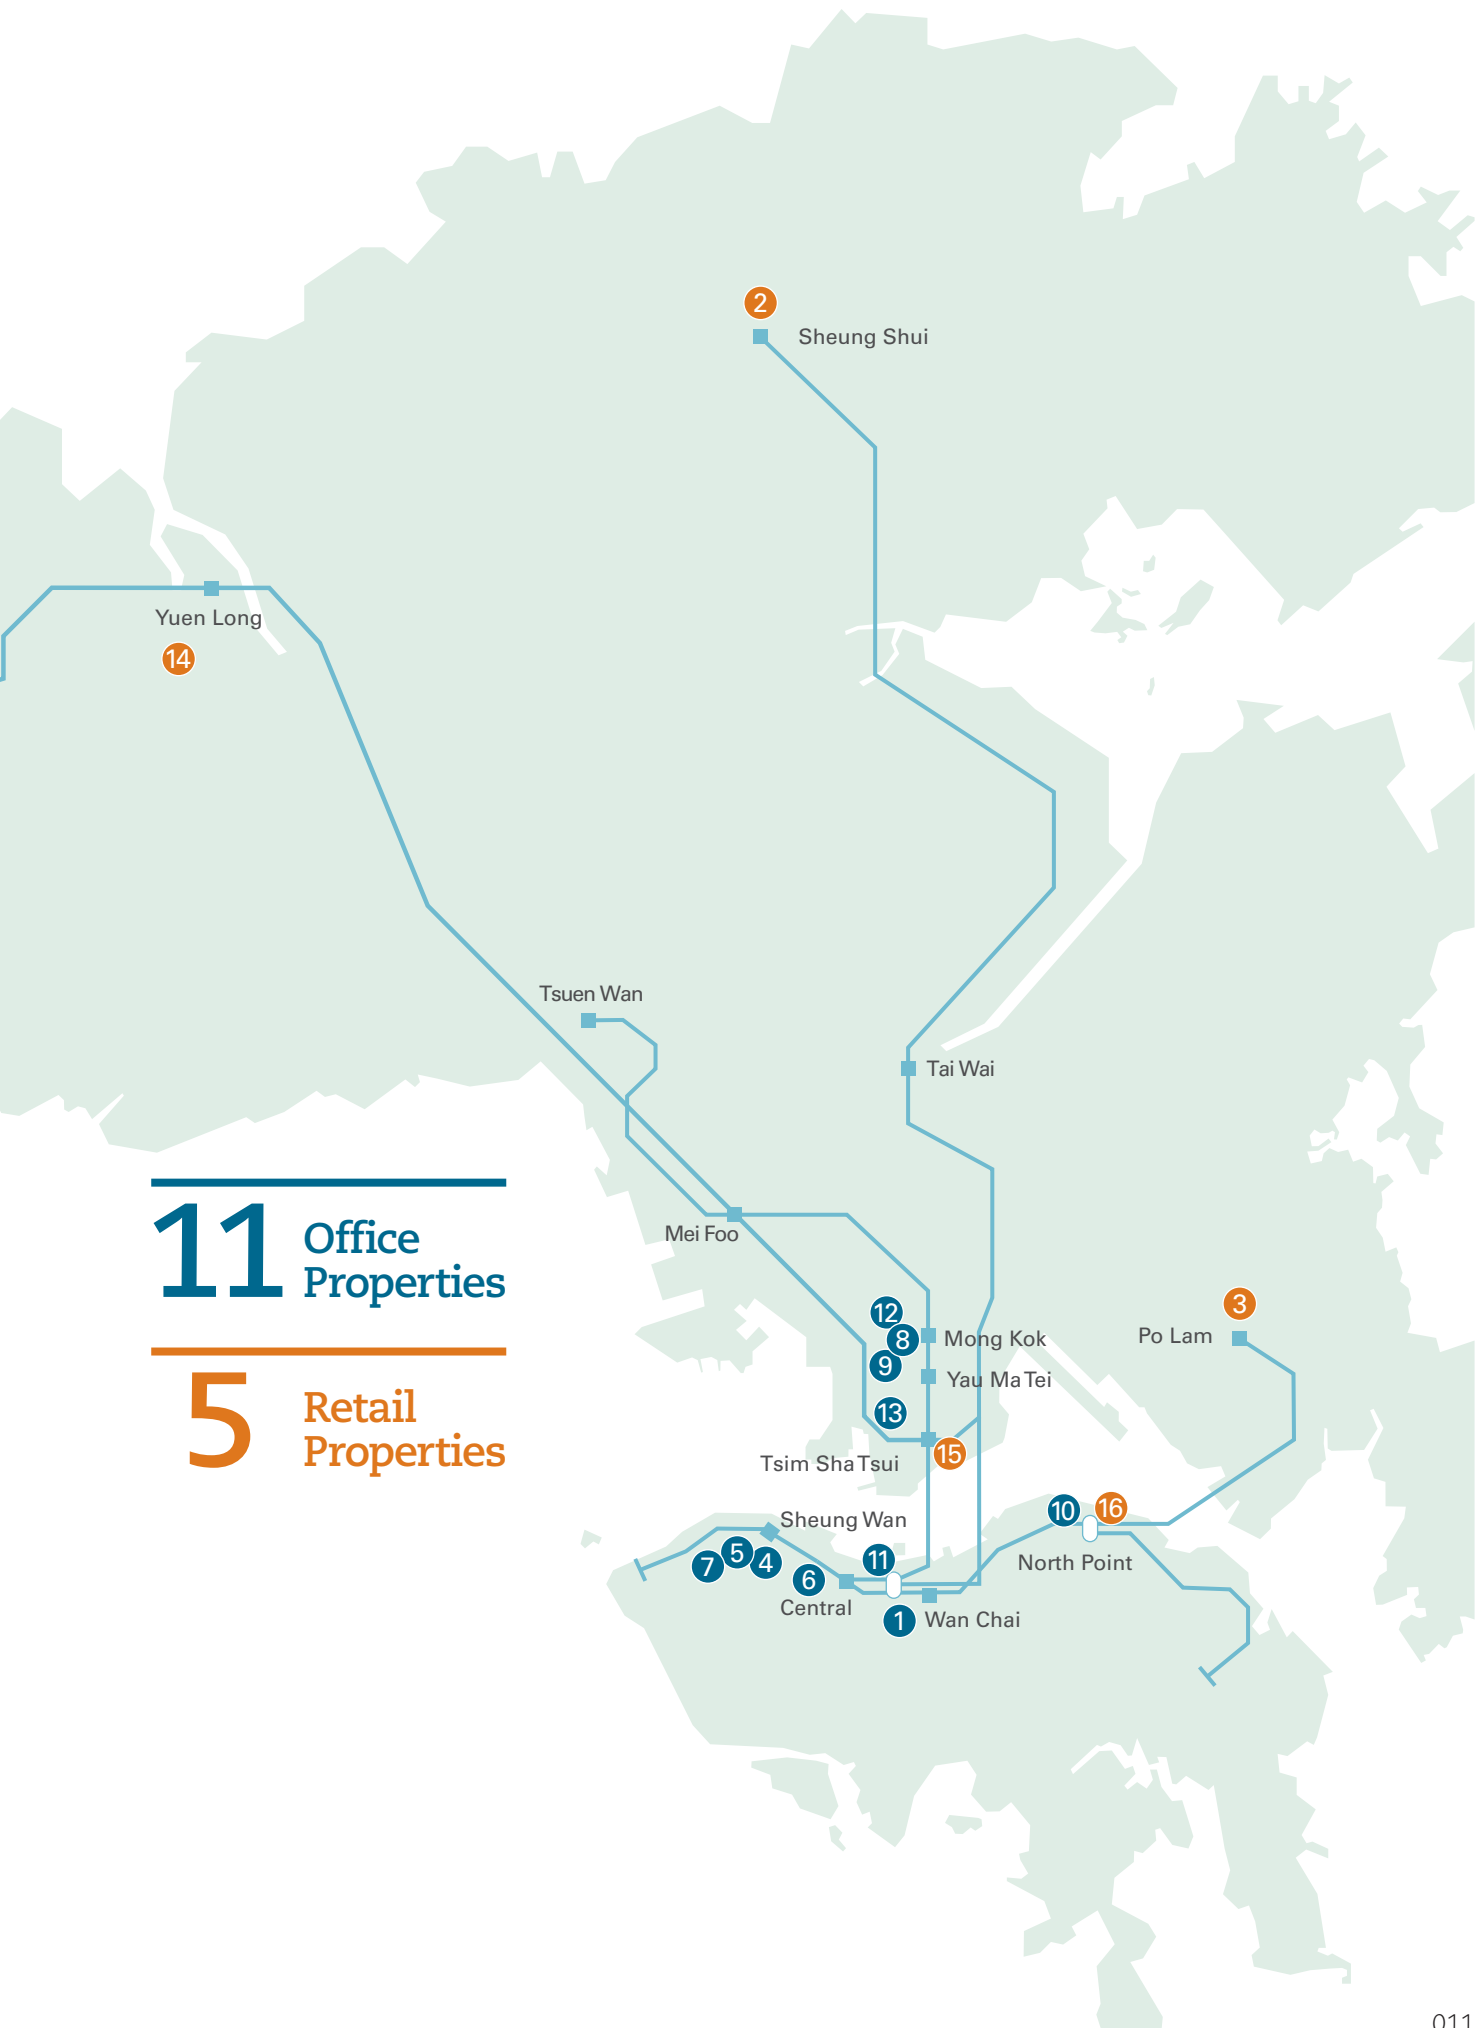 2
Sheung Shui
Yuen Long
14
Tsuen Wan
Tai Wai
11 Office
Properties
Mei Foo
12
8
Mong Kok
9
Yau Ma Tei
3
Po Lam
5 Retail
Properties
13
Tsim Sha Tsui
15
Sheung Wan
10
16
North Point
7
5
4
6
11
Central
1
Wan Chai
011